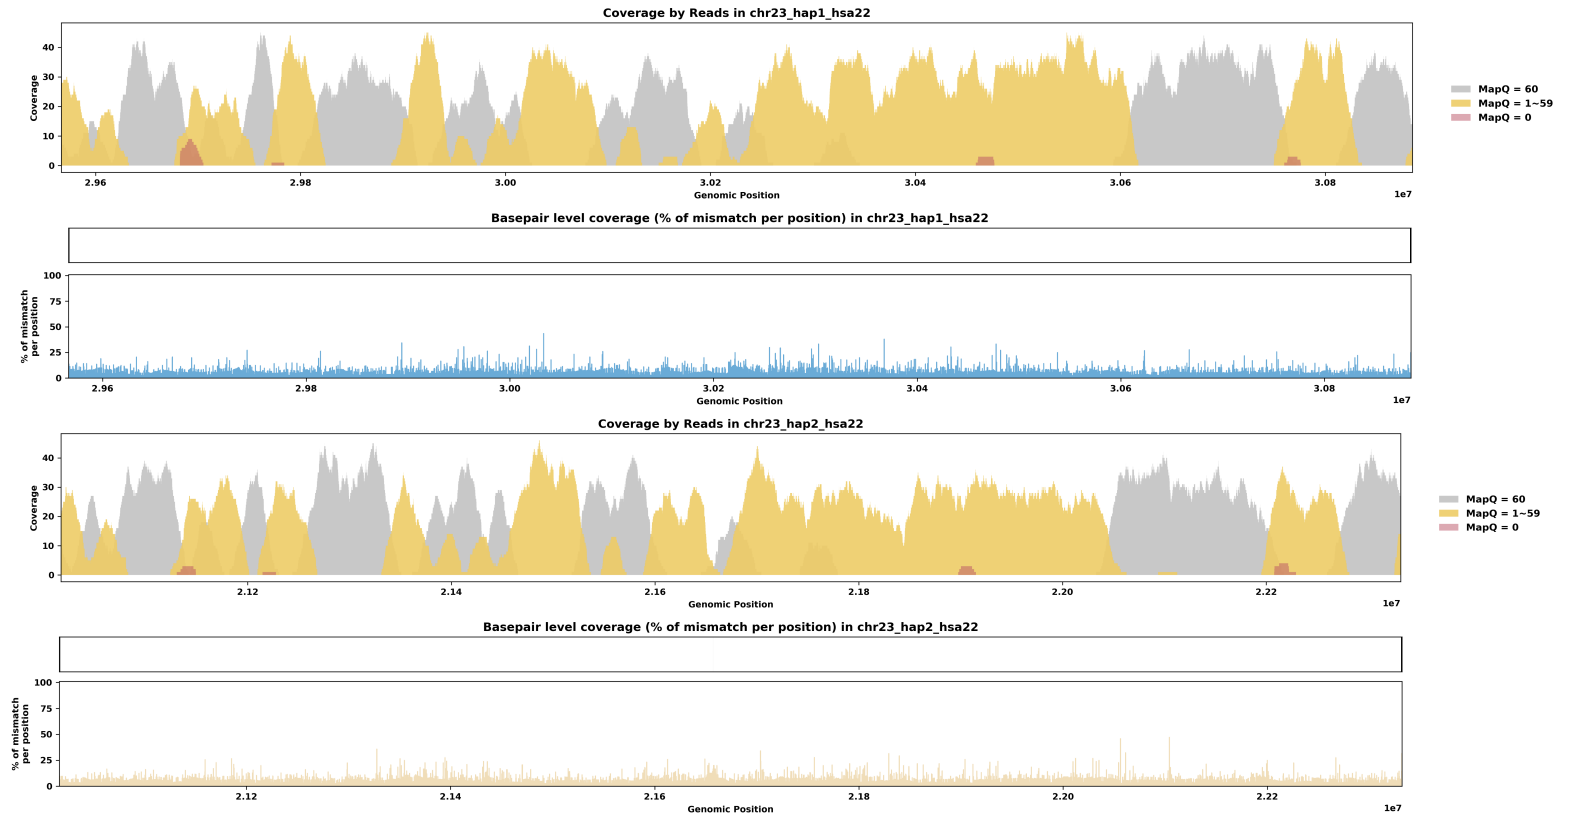 Coverage by Reads in chr23_hap1_hsa22
Coverage
40
30
20
10
0
2.96
2.98
3.00
3.02
3.04
3.06
3.08
1e7
Genomic Position
MapQ = 60
MapQ = 1~59
MapQ = 0
Basepair level coverage (% of mismatch per position) in chr23_hap1_hsa22
% of mismatch
per position
100
75
50
25
0
2.96
2.98
3.00
3.02
3.04
3.06
3.08
1e7
Genomic Position
Coverage by Reads in chr23_hap2_hsa22
Coverage
40
30
20
10
0
2.12
2.14
2.16
2.18
2.20
2.22
1e7
Genomic Position
MapQ = 60
MapQ = 1~59
MapQ = 0
Basepair level coverage (% of mismatch per position) in chr23_hap2_hsa22
% of mismatch
per position
100
75
50
25
0
2.12
2.14
2.16
2.18
2.20
2.22
1e7
Genomic Position